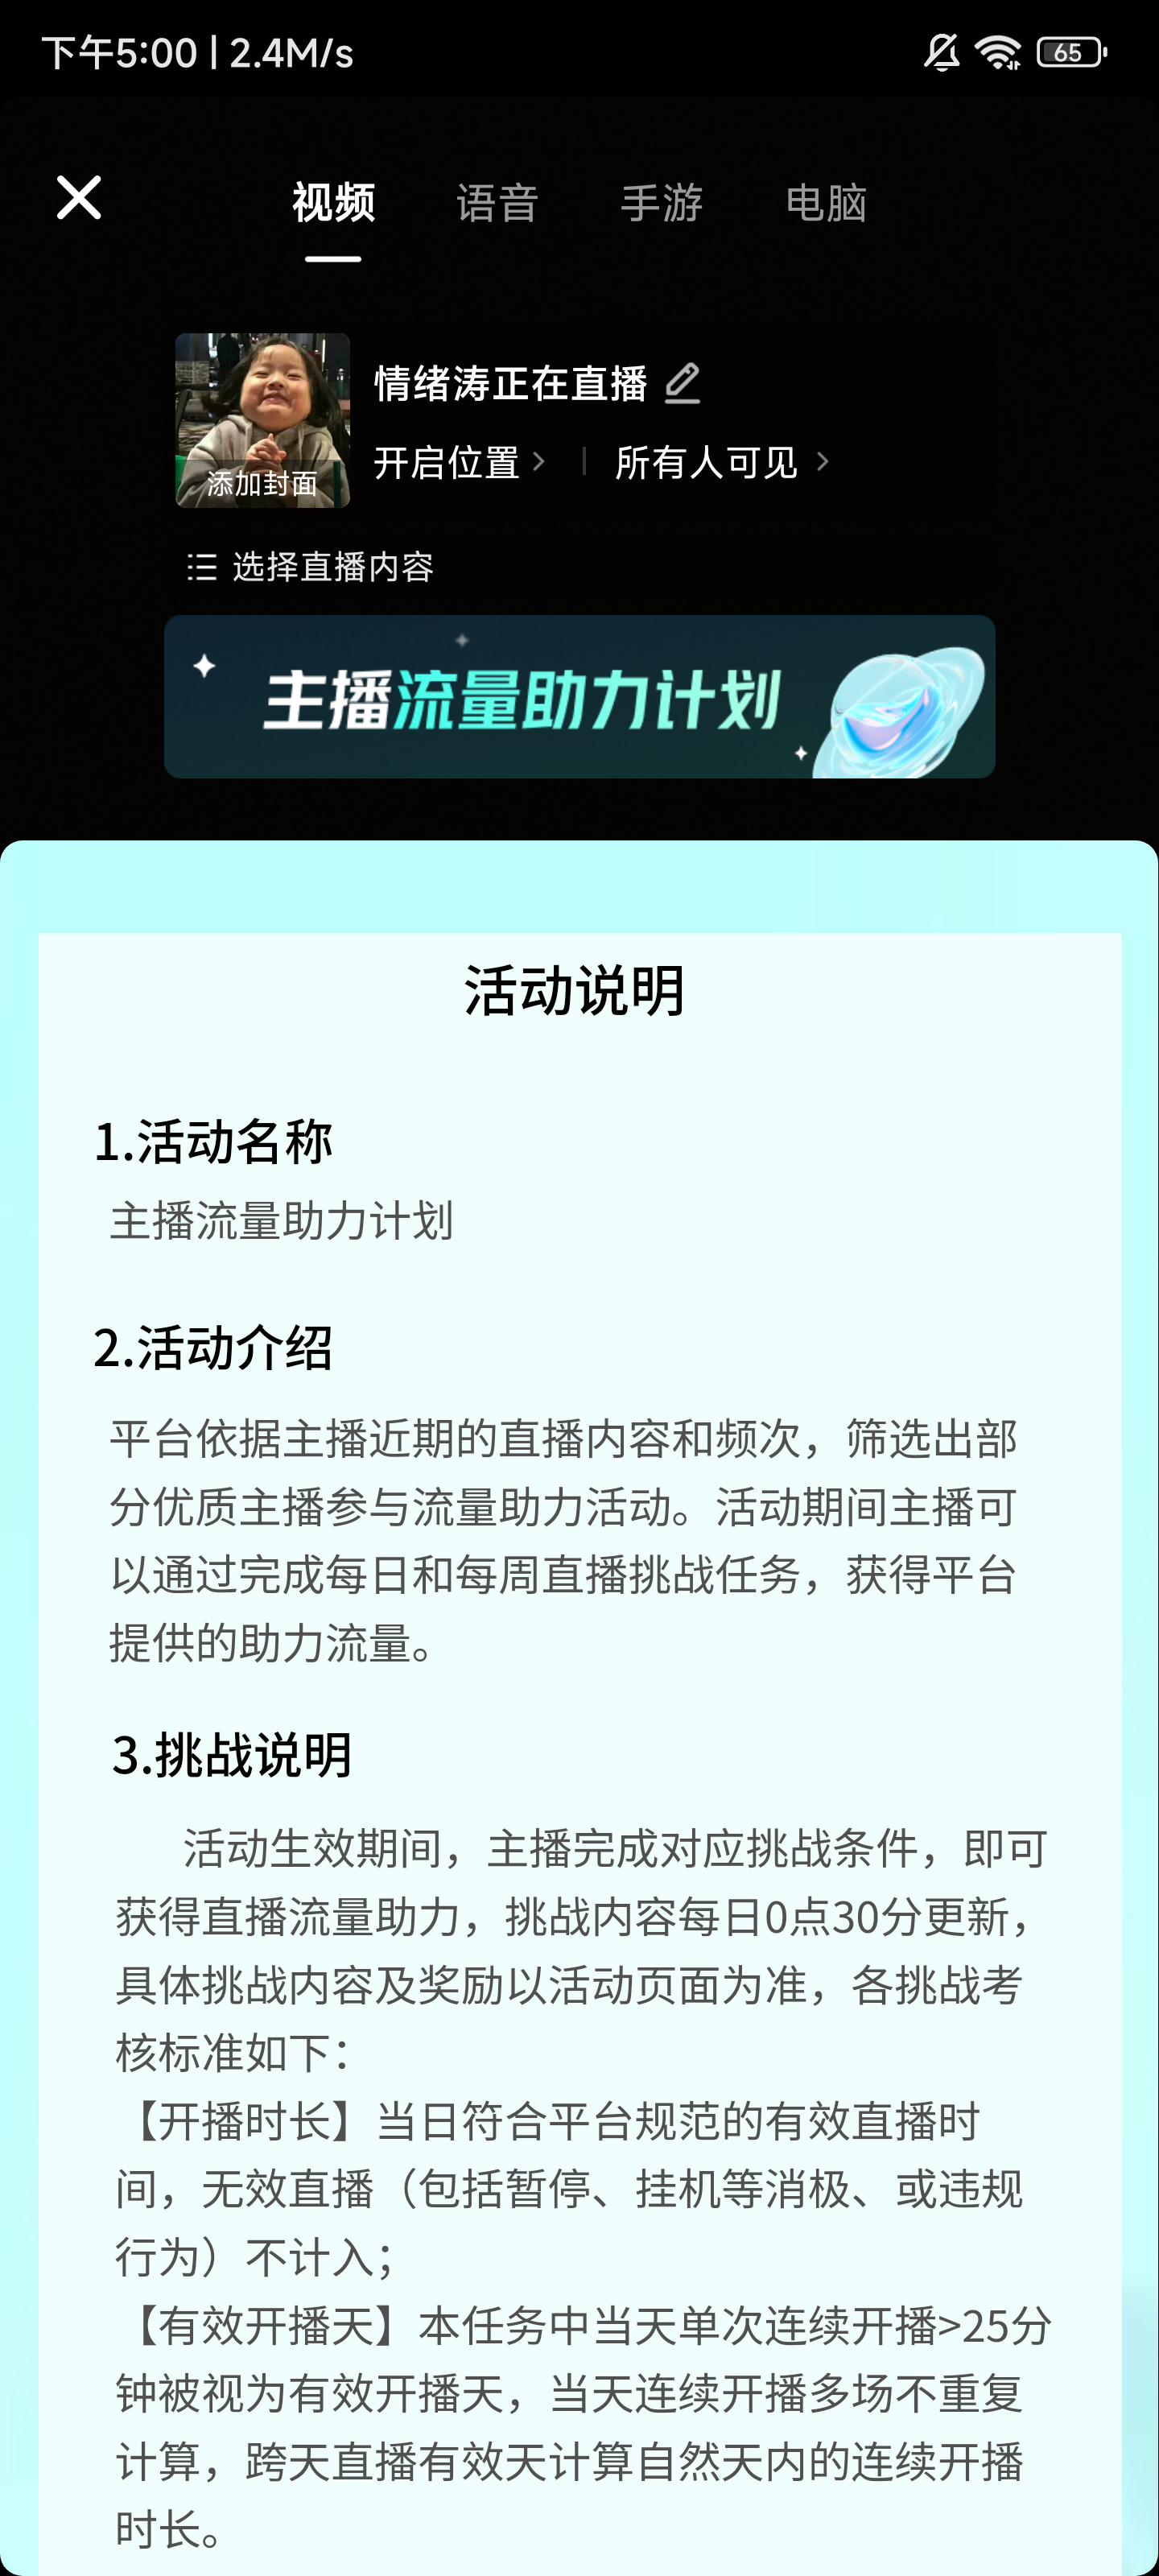 下午5:00 | 2.4M/s
65
视频 语音 手游 电脑
情绪涛正在直播
开启位置 所有人可见
添加封面
选择直播内容
主播流量助力计划
活动说明
1.活动名称
主播流量助力计划
2.活动介绍
平台依据主播近期的直播内容和频次，筛选出部
分优质主播参与流量助力活动。活动期间主播可
以通过完成每日和每周直播挑战任务，获得平台
提供的助力流量。
3.挑战说明
活动生效期间，主播完成对应挑战条件，即可
获得直播流量助力，挑战内容每日0点30分更新，
具体挑战内容及奖励以活动页面为准，各挑战考
核标准如下：
【开播时长】当日符合平台规范的有效直播时
间，无效直播（包括暂停、挂机等消极、或违规
行为）不计入；
【有效开播天】本任务中当天单次连续开播>25分
钟被视为有效开播天，当天连续开播多场不重复
计算，跨天直播有效天计算自然天内的连续开播
时长。